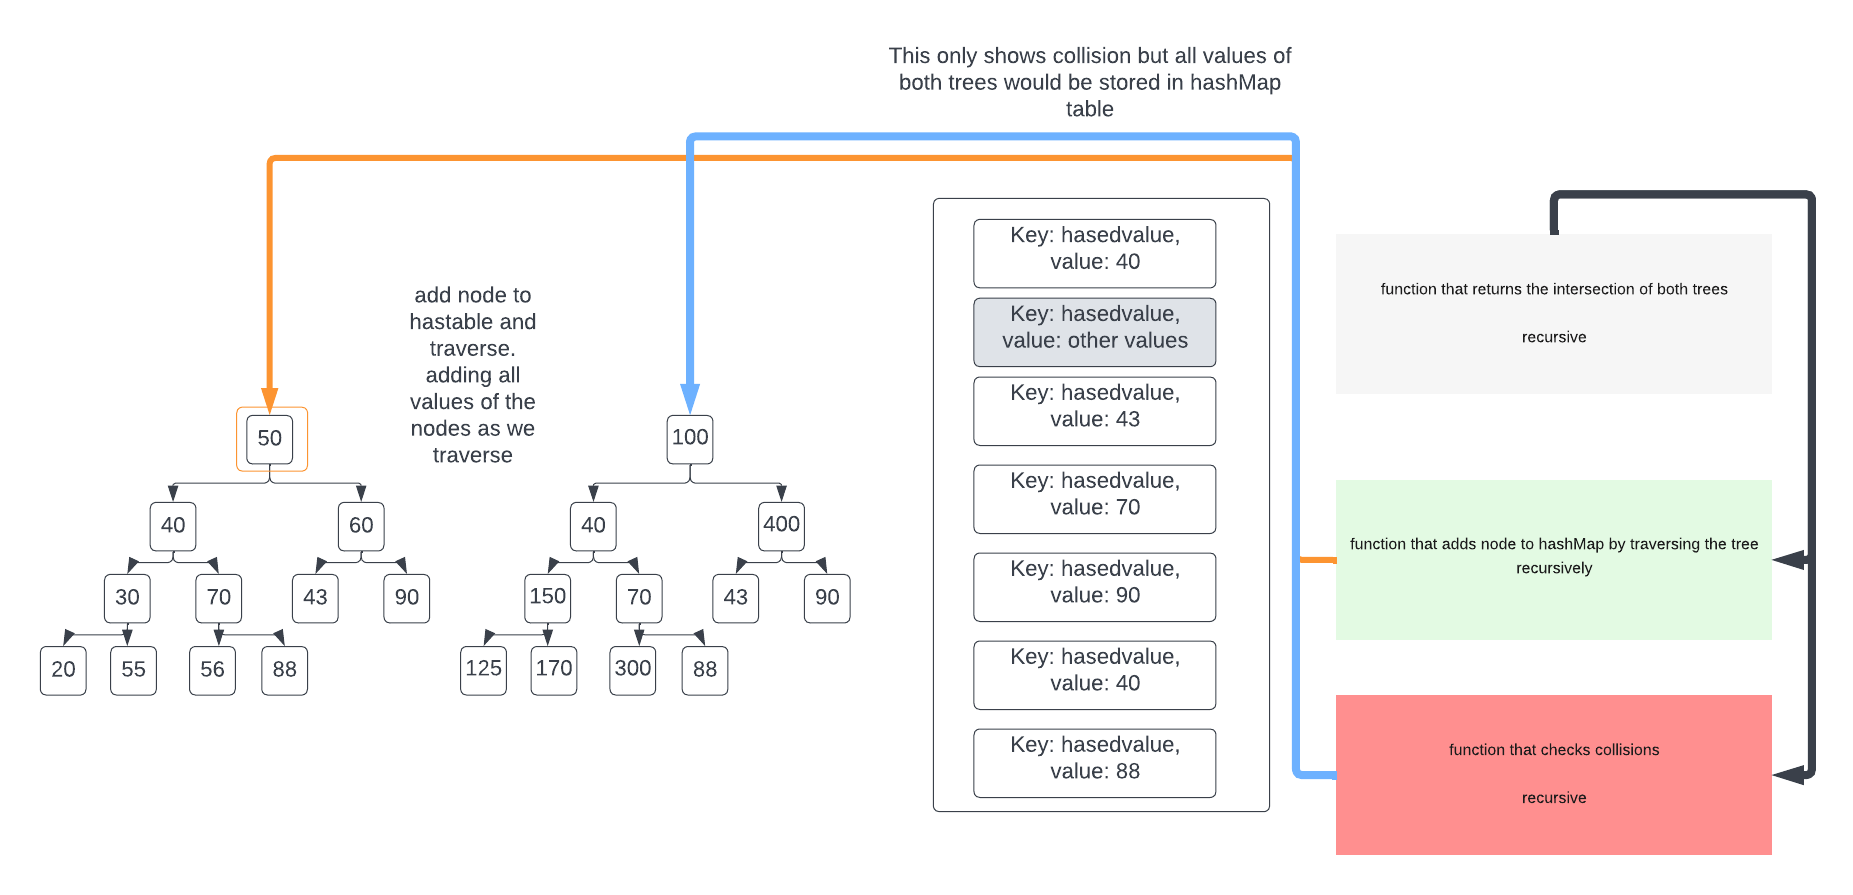 This only shows collision but all values of
both trees would be stored in hashMap
table
add node to
hastable and
traverse.
adding all
values of the
nodes as we
traverse
50
40
60
30
70
43
90
20
55
56
88
100
40
400
150
70
43
90
125
170
300
88
Key: hasedvalue,
value: 40
Key: hasedvalue,
value: other values
Key: hasedvalue,
value: 43
Key: hasedvalue,
value: 70
Key: hasedvalue,
value: 90
Key: hasedvalue,
value: 40
Key: hasedvalue,
value: 88
function that returns the intersection of both trees
recursive
function that adds node to hashMap by traversing the tree
recursively
function that checks collisions
recursive